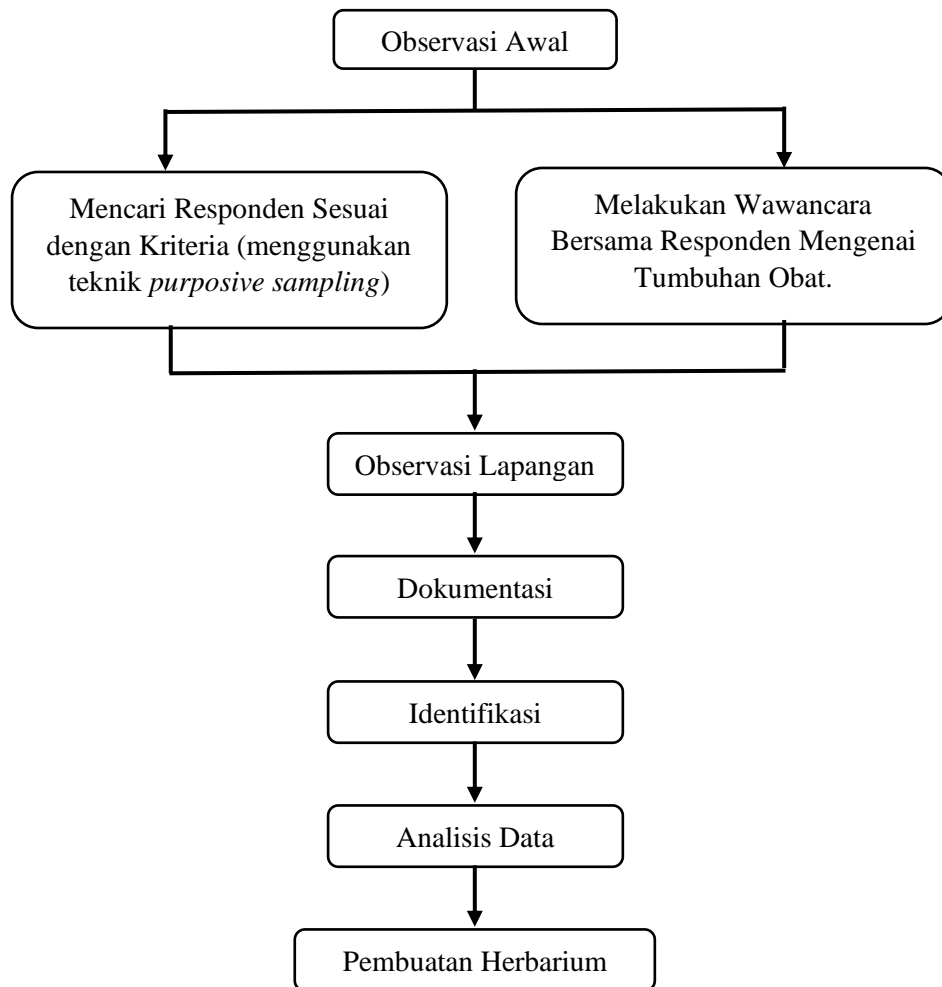 Observasi Awal
Mencari Responden Sesuai
dengan Kriteria (menggunakan
teknik purposive sampling)
Melakukan Wawancara
Bersama Responden Mengenai
Tumbuhan Obat.
Observasi Lapangan
Dokumentasi
Identifikasi
Analisis Data
Pembuatan Herbarium